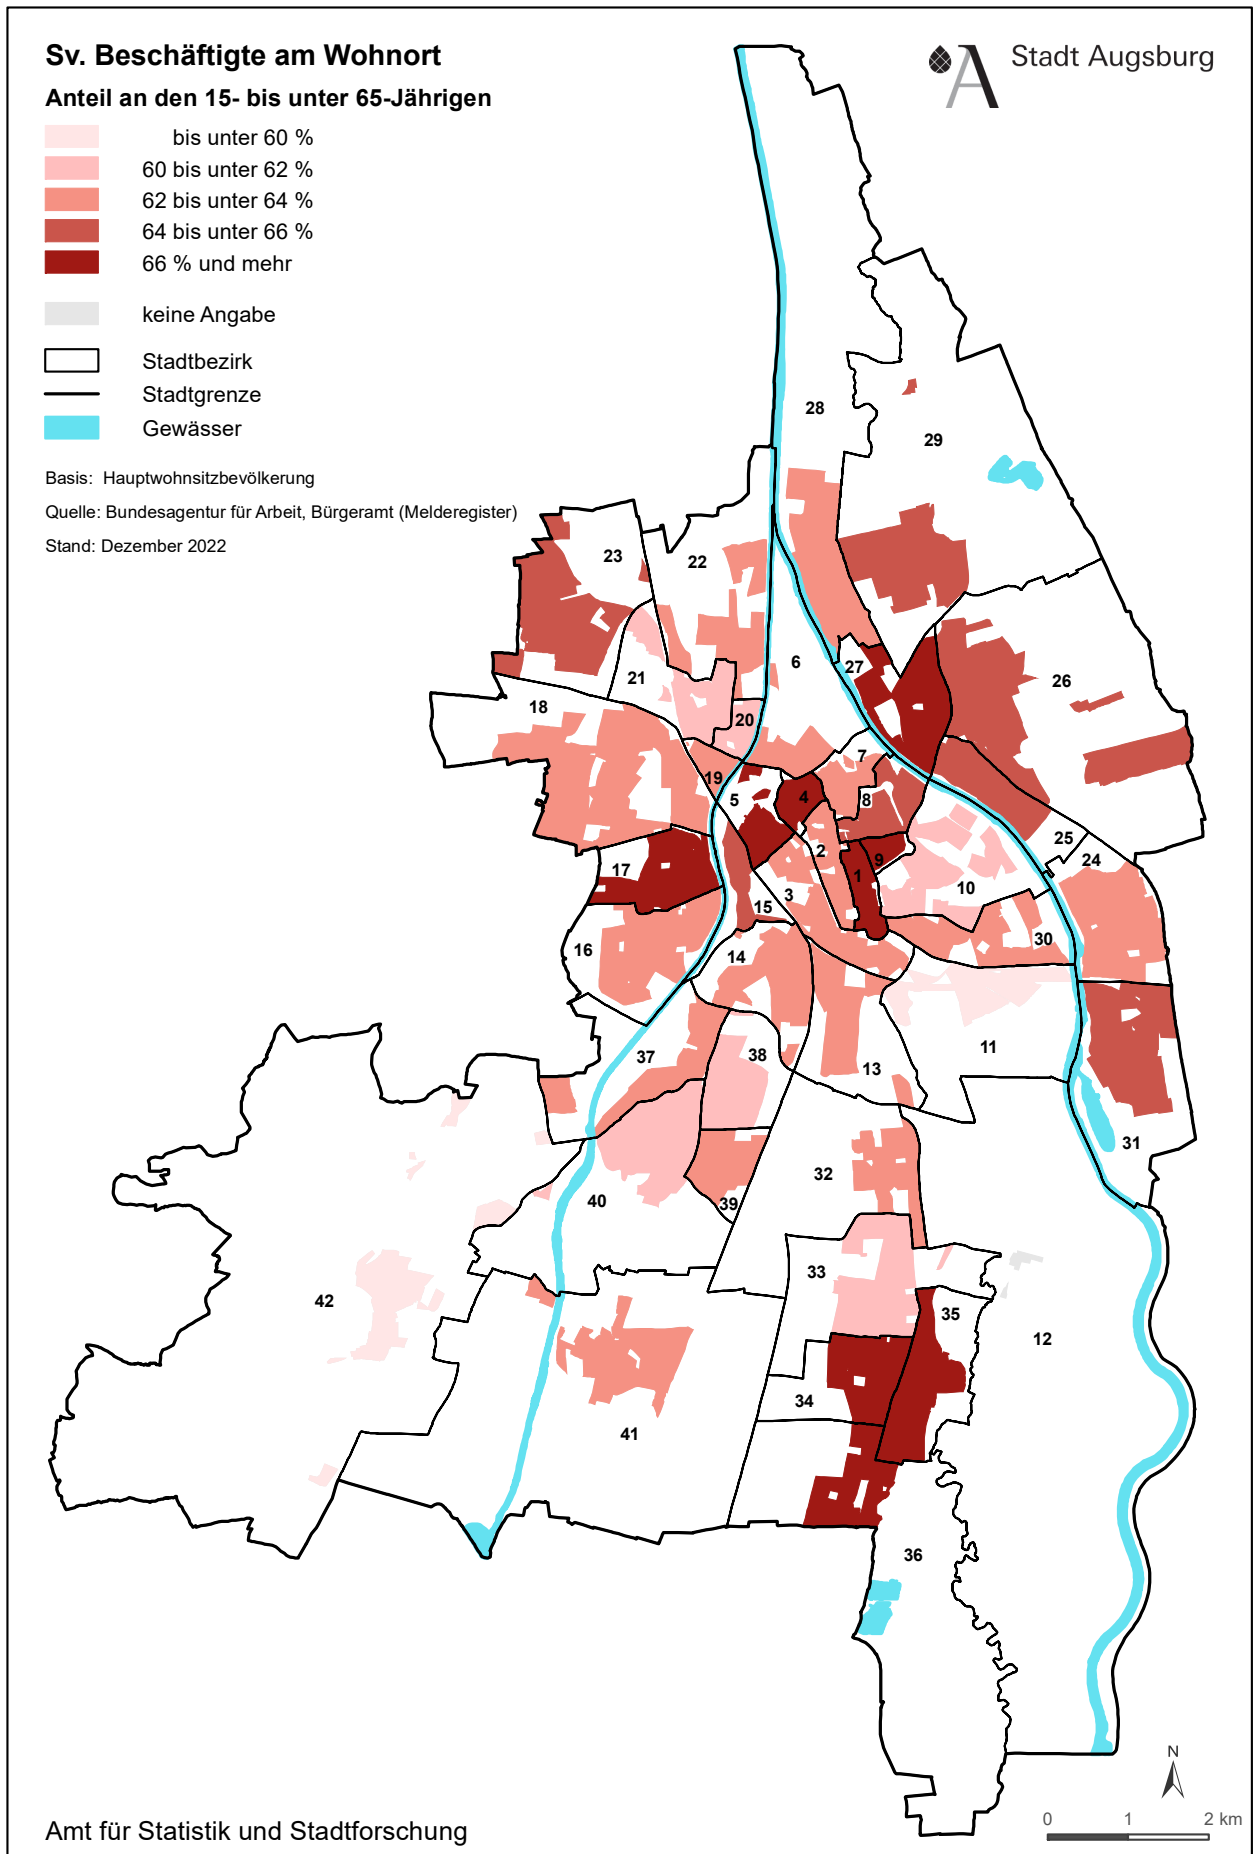 Sv. Beschäftigte am Wohnort
Anteil an den 15- bis unter 65-Jährigen
bis unter 60 %
60 bis unter 62 %
62 bis unter 64 %
64 bis unter 66 %
66 % und mehr
keine Angabe
Stadtbezirk
Stadtgrenze
Gewässer
Basis: Hauptwohnsitzbevölkerung
Quelle: Bundesagentur für Arbeit, Bürgeramt (Melderegister)
Stand: Dezember 2022
A Stadt Augsburg
28
29
23
22
6
27
21
26
18
20
7
19
5
4
8
25
2
9
24
17
1
10
3
15
30
16
14
11
37
38
13
31
32
40
39
33
42
35
12
34
41
36
N
0 1 2 km
Amt für Statistik und Stadtforschung